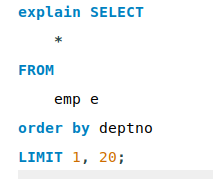 explain SELECT
*
FROM
emp e
order by deptno
LIMIT 1, 20;